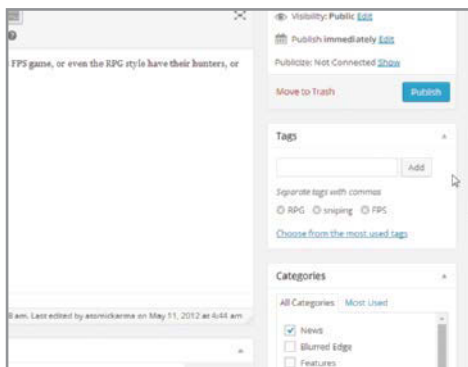 Visibility: Public Edit
Publish immediately Edit
FPS game, or even the RPG style have their hunters, or
Publicize: Not Connected Show
Move to Trash
Publish
Tags
Add
Separate tags with commas
RPG sniping FPS
Choose from the most used tags
Categories
All Categories Most Used
8 am. Last edited by atomickarma on May 11, 2012 at 4:44 am
News
Blurred Edge
Features